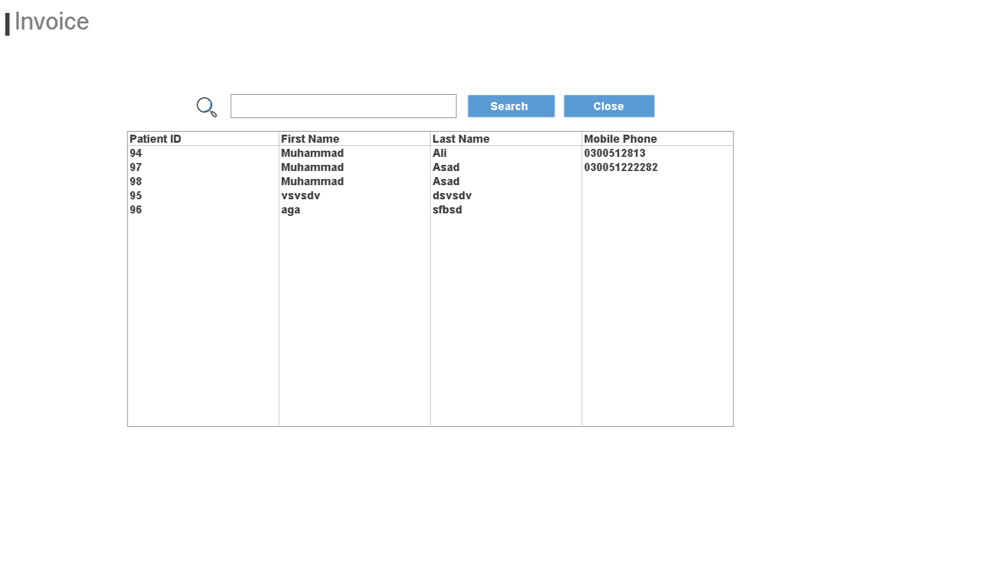 Invoice
Search Close
Patient ID First Name Last Name Mobile Phone
94 Muhammad Ali 0300512813
97 Muhammad Asad 030051222282
98 Muhammad Asad
95 vsvsdv dsvsdv
96 aga sfbsd